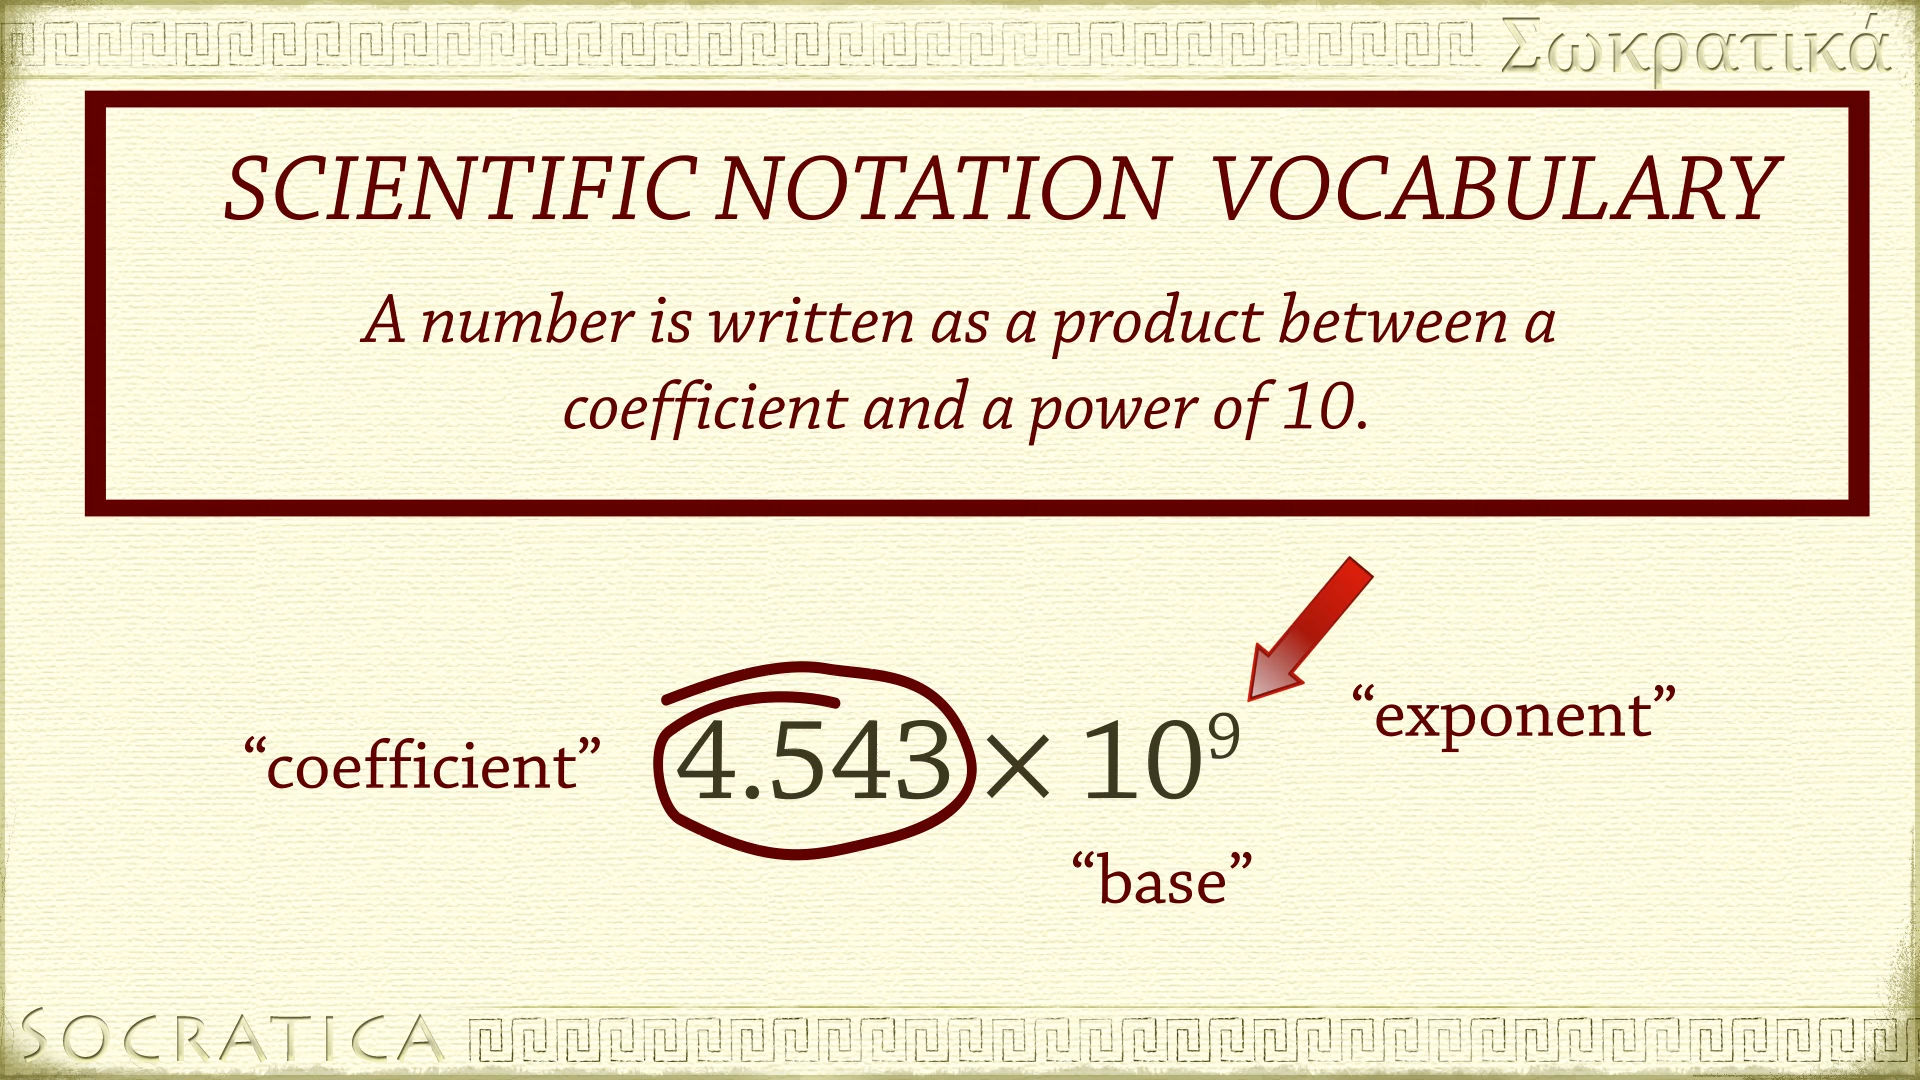 Σωκρατικά
SCIENTIFIC NOTATION VOCABULARY
A number is written as a product between a
coefficient and a power of 10.
“coefficient” 4.543 × 10⁹ “exponent”
“base”
SOCRATICA